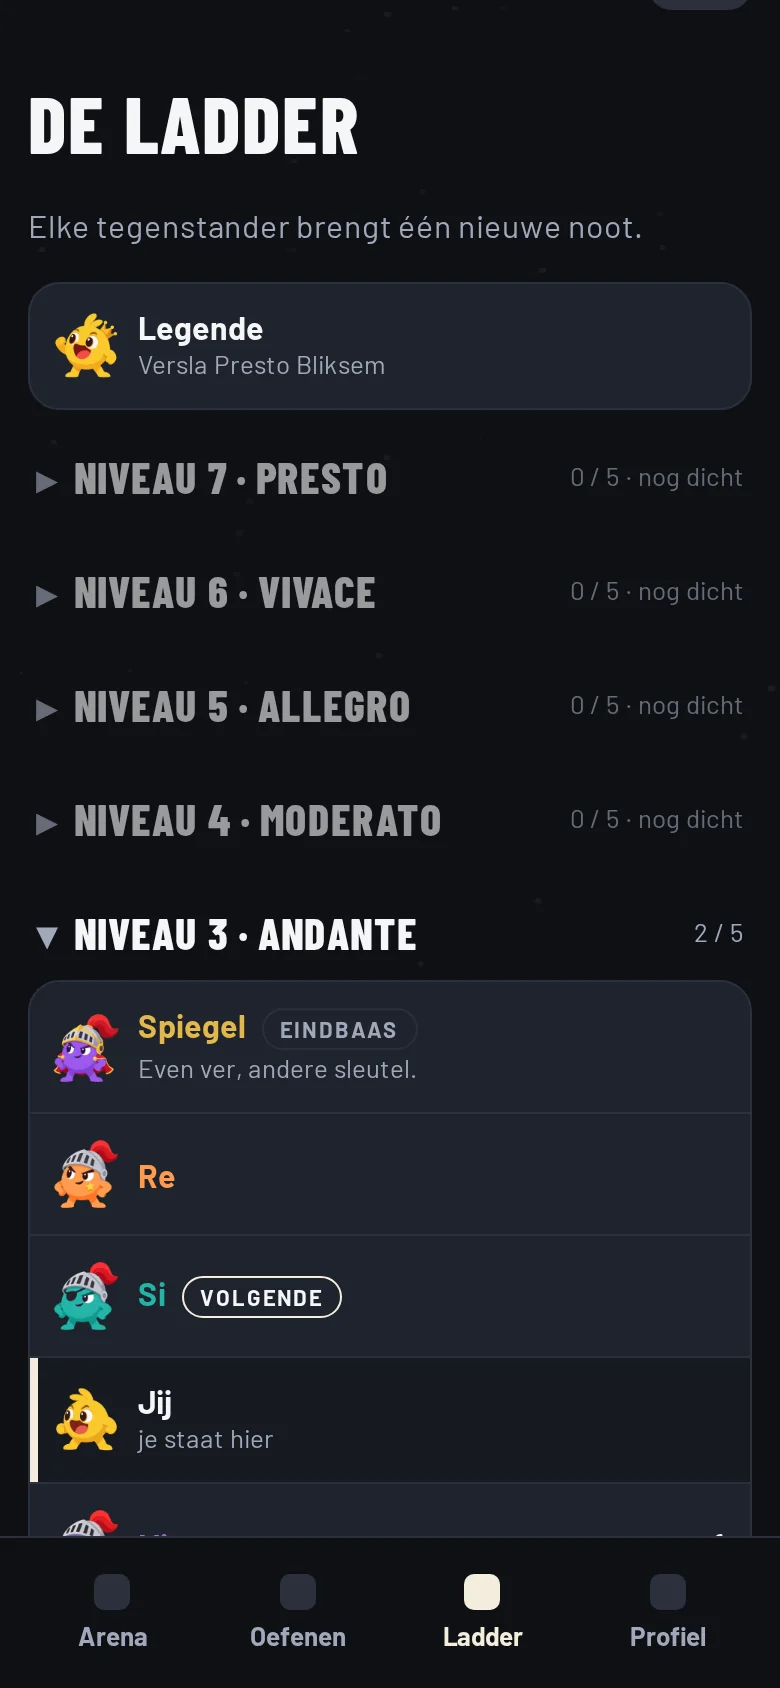 DE LADDER
Elke tegenstander brengt één nieuwe noot.
Legende
Versla Presto Bliksem
▶ NIVEAU 7 · PRESTO 0 / 5 · nog dicht
▶ NIVEAU 6 · VIVACE 0 / 5 · nog dicht
▶ NIVEAU 5 · ALLEGRO 0 / 5 · nog dicht
▶ NIVEAU 4 · MODERATO 0 / 5 · nog dicht
▼ NIVEAU 3 · ANDANTE 2 / 5
Spiegel EINDBAAS
Even ver, andere sleutel.
Re
Si VOLGENDE
Jij
je staat hier
Arena Oefenen Ladder Profiel